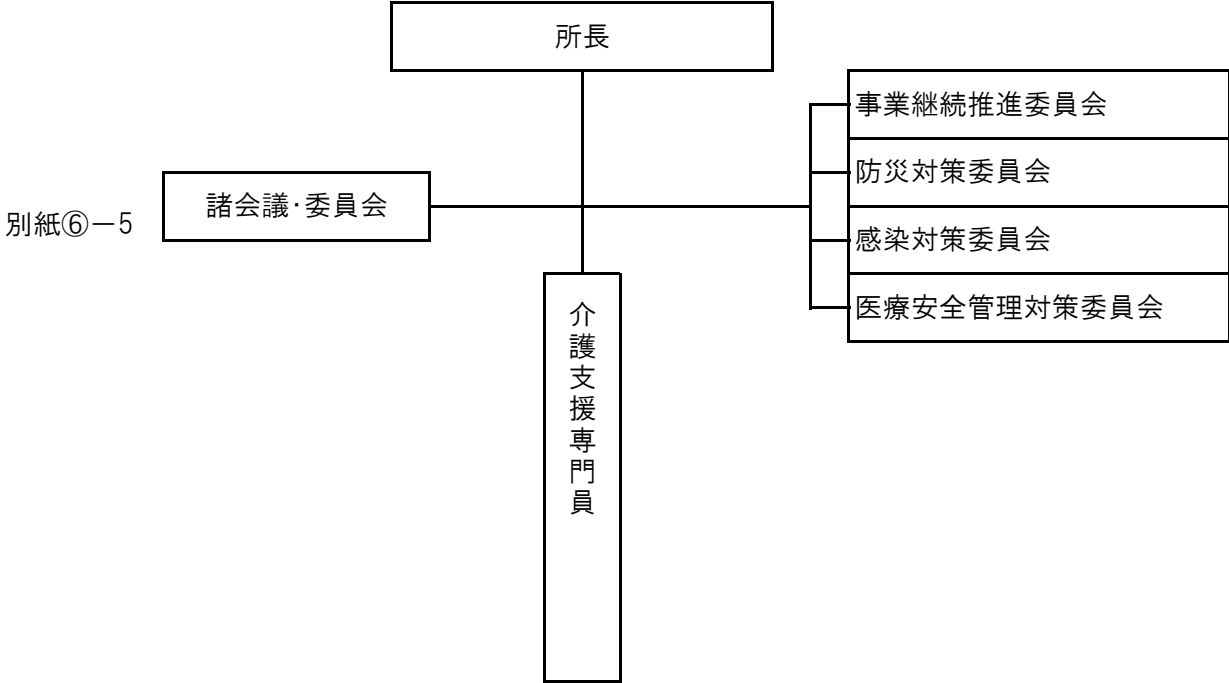 所長
事業継続推進委員会
防災対策委員会
諸会議･委員会
別紙⑥－5
感染対策委員会
医療安全管理対策委員会
介護支援専門員